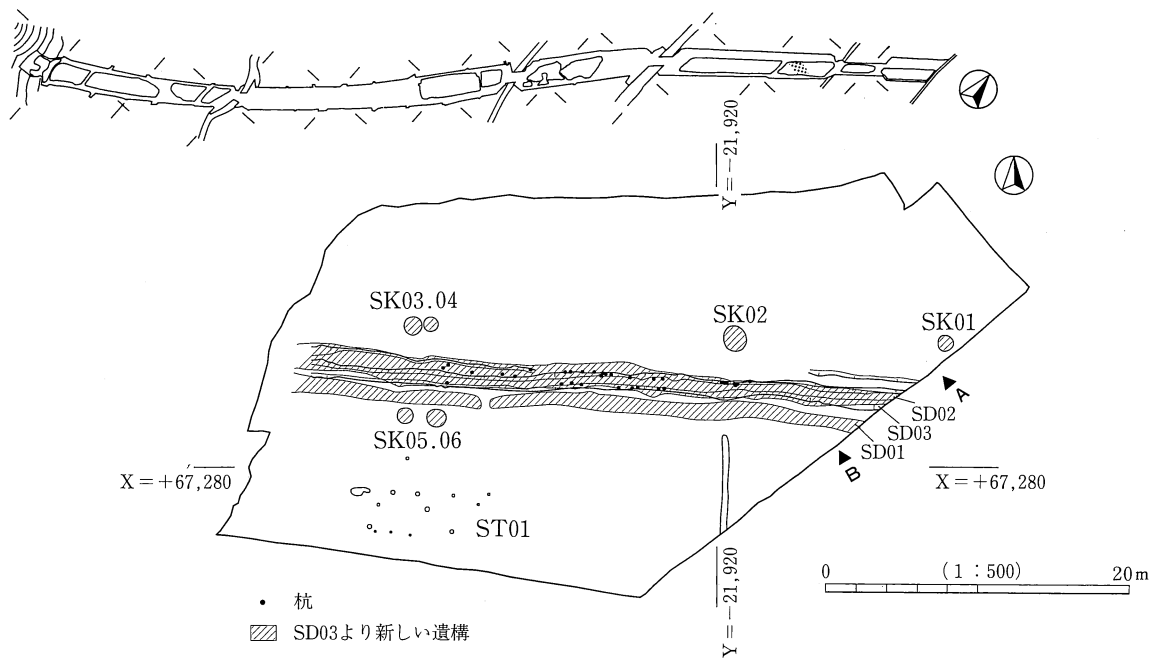 Y=−21,920
SK03.04
SK02
SK01
A
SD02
SD03
SD01
B
SK05.06
X=+67,280
X=+67,280
ST01
Y=−21,920
0 (1:500) 20m
• 杭
SD03より新しい遺構